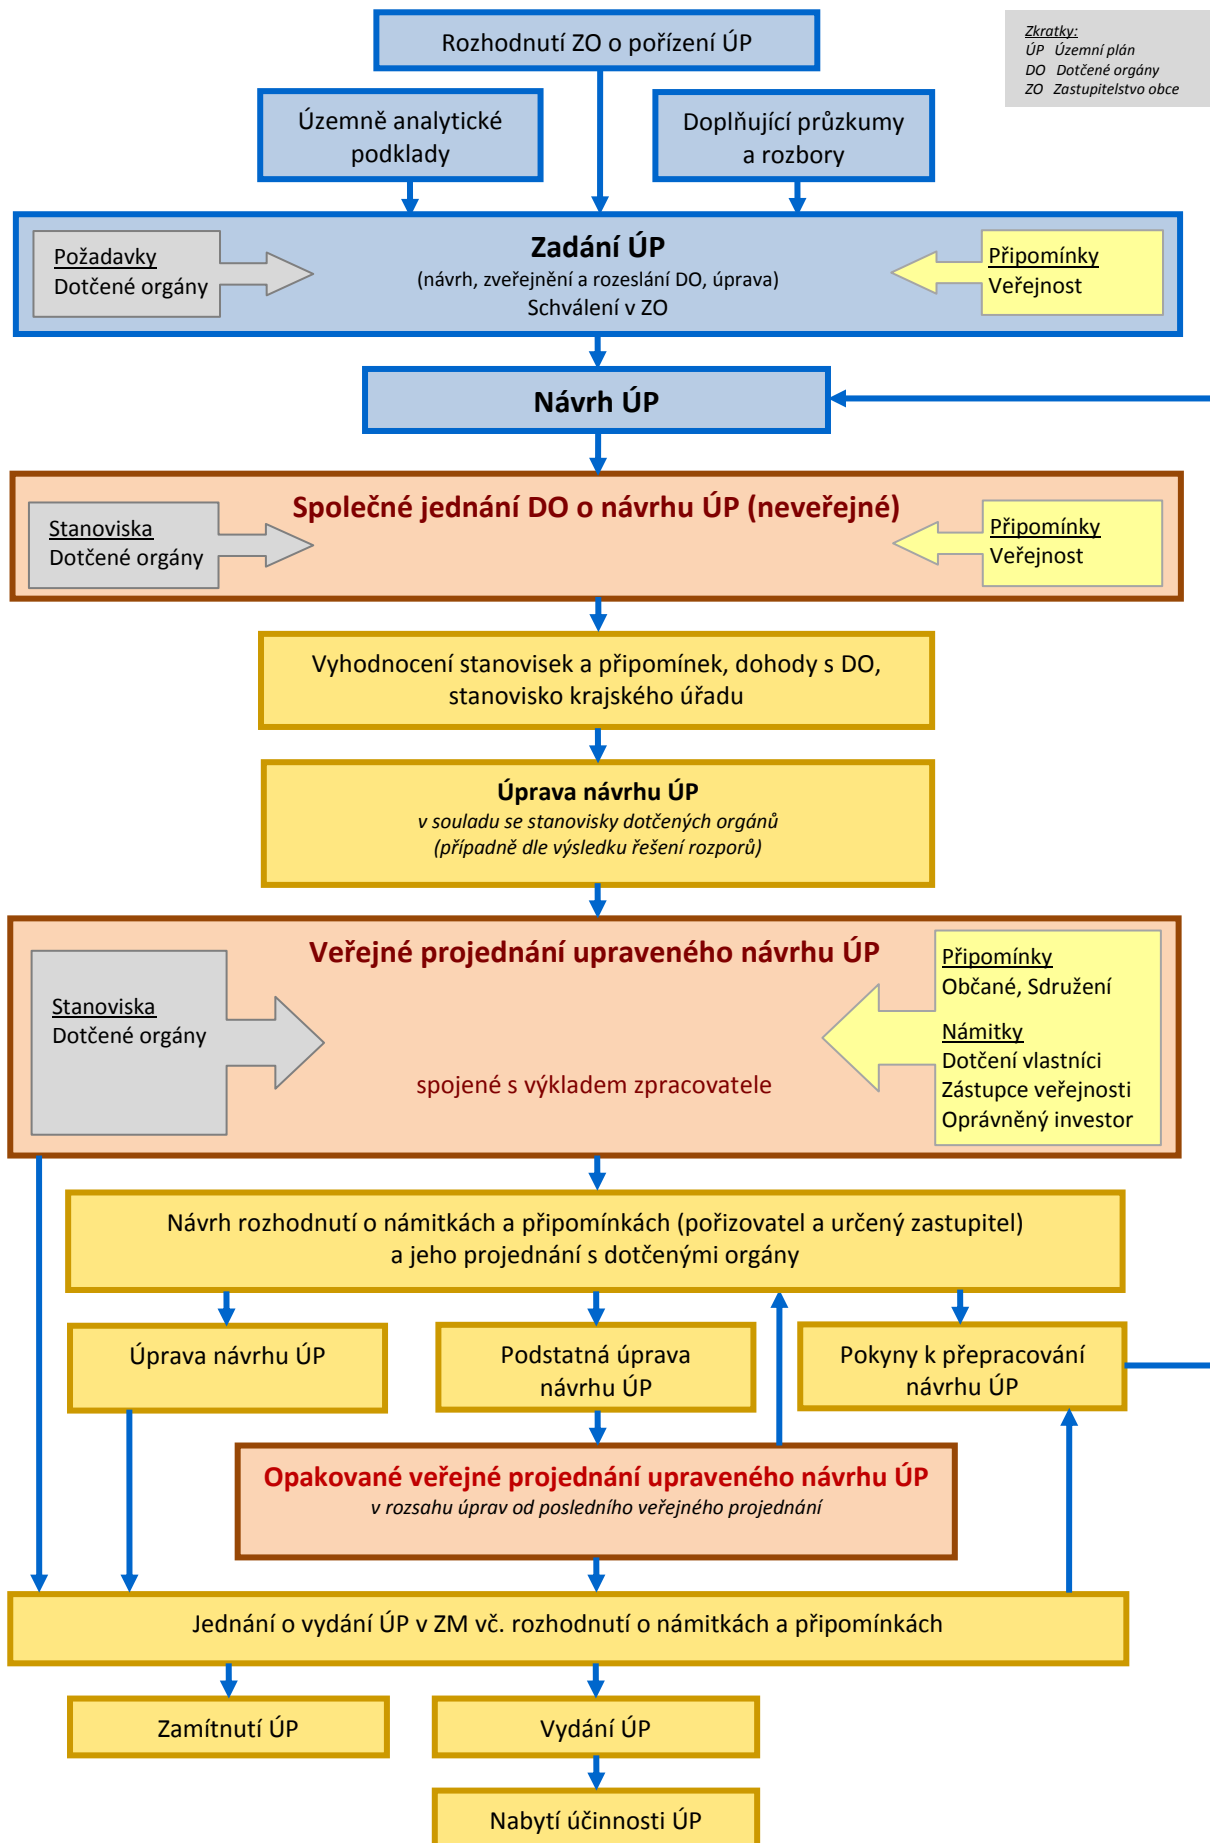 Rozhodnutí ZO o pořízení ÚP
Zkratky:
ÚP Územní plán
DO Dotčené orgány
ZO Zastupitelstvo obce
Územně analytické
podklady
Doplňující průzkumy
a rozbory
Zadání ÚP
(návrh, zveřejnění a rozeslání DO, úprava)
Schválení v ZO
Požadavky
Dotčené orgány
Připomínky
Veřejnost
Návrh ÚP
Společné jednání DO o návrhu ÚP (neveřejné)
Stanoviska
Dotčené orgány
Připomínky
Veřejnost
Vyhodnocení stanovisek a připomínek, dohody s DO,
stanovisko krajského úřadu
Úprava návrhu ÚP
v souladu se stanovisky dotčených orgánů
(případně dle výsledku řešení rozporů)
Veřejné projednání upraveného návrhu ÚP
Stanoviska
Dotčené orgány
spojené s výkladem zpracovatele
Připomínky
Občané, Sdružení
Námitky
Dotčení vlastníci
Zástupce veřejnosti
Oprávněný investor
Návrh rozhodnutí o námitkách a připomínkách (pořizovatel a určený zastupitel)
a jeho projednání s dotčenými orgány
Úprava návrhu ÚP
Podstatná úprava
návrhu ÚP
Pokyny k přepracování
návrhu ÚP
Opakované veřejné projednání upraveného návrhu ÚP
v rozsahu úprav od posledního veřejného projednání
Jednání o vydání ÚP v ZM vč. rozhodnutí o námitkách a připomínkách
Zamítnutí ÚP
Vydání ÚP
Nabytí účinnosti ÚP